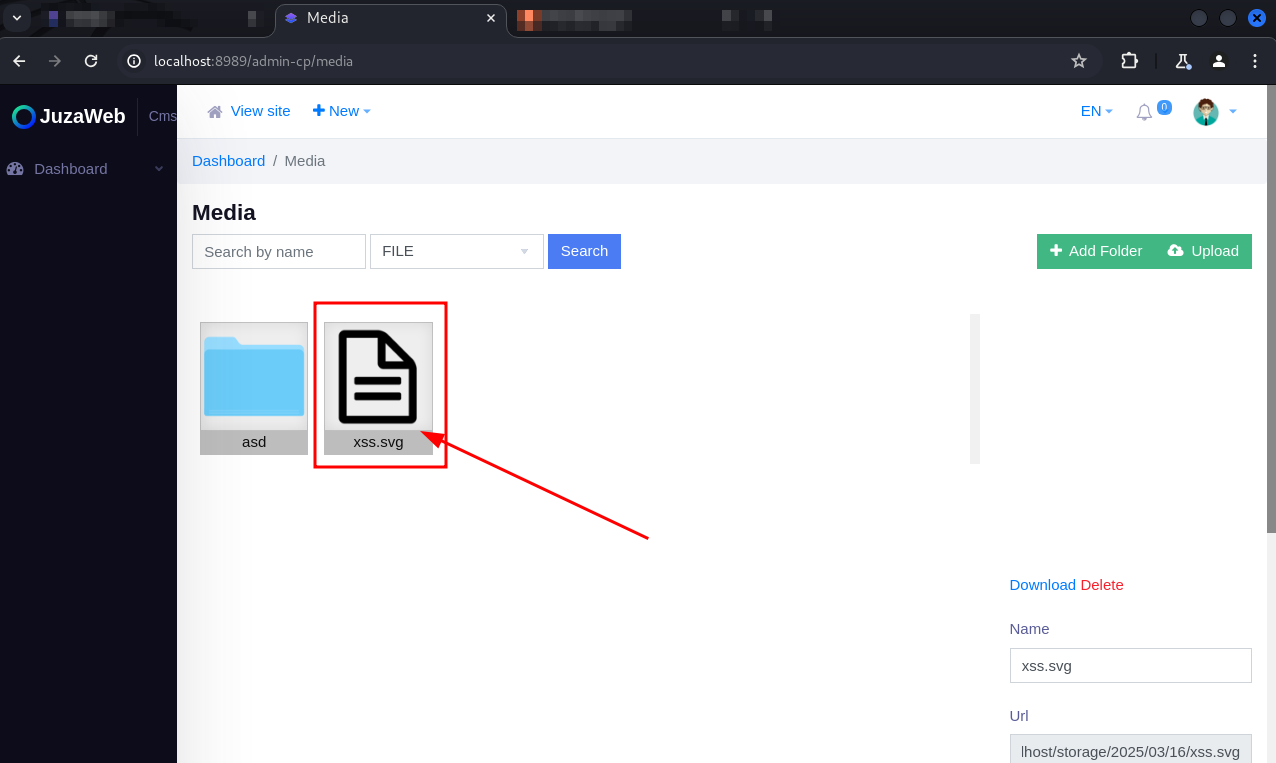 Media
localhost:8989/admin-cp/media
JuzaWeb Cms
View site New EN 0
Dashboard
Dashboard / Media
Media
Search by name FILE Search Add Folder Upload
asd xss.svg
Download Delete
Name
xss.svg
Url
lhost/storage/2025/03/16/xss.svg